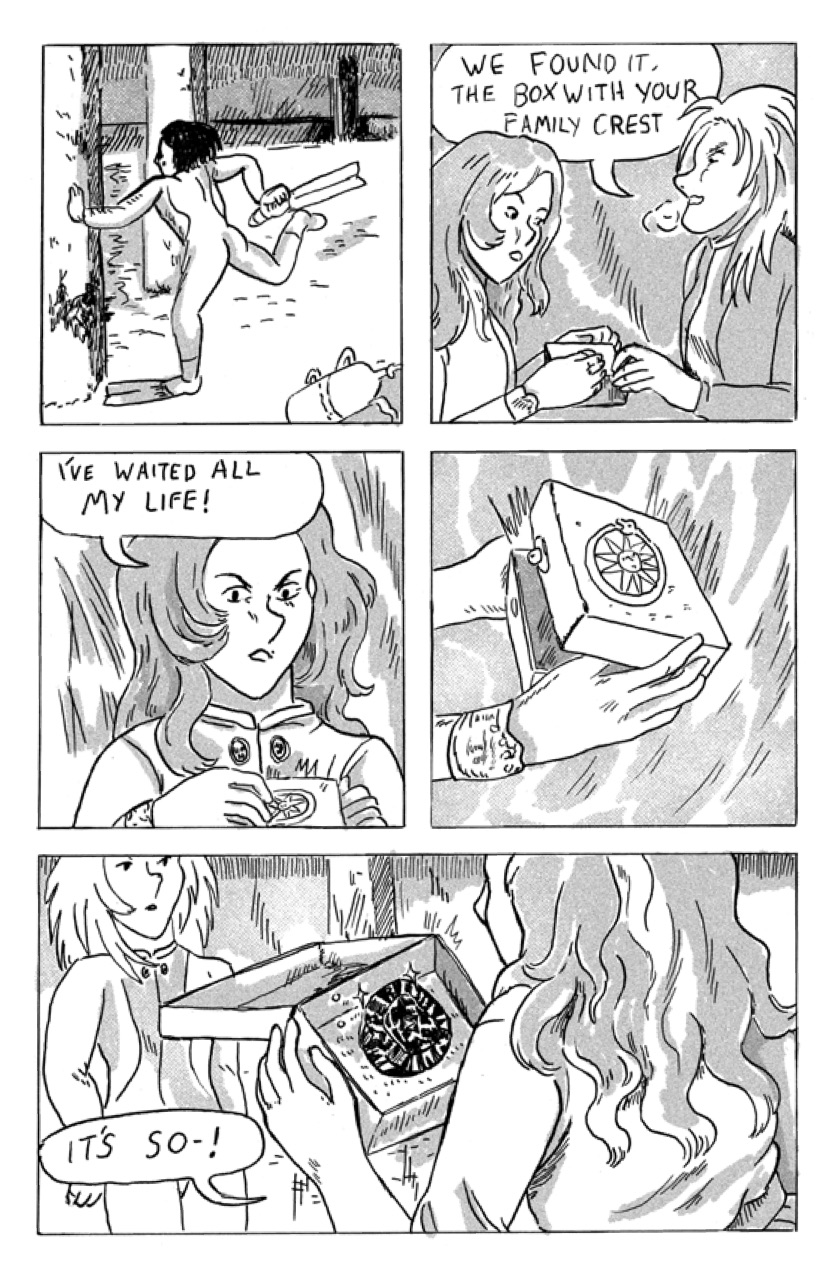 WE FOUND IT.
THE BOX WITH YOUR
FAMILY CREST
I'VE WAITED ALL
MY LIFE!
IT'S SO-!